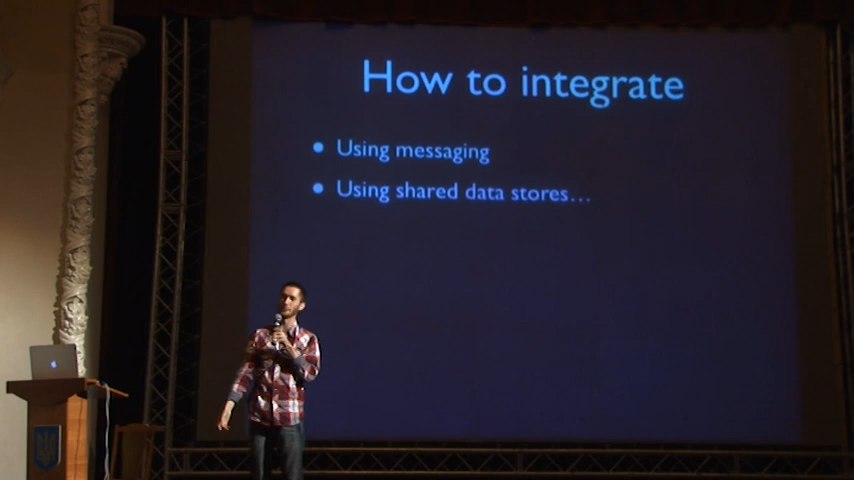 How to integrate
Using messaging
Using shared data stores…